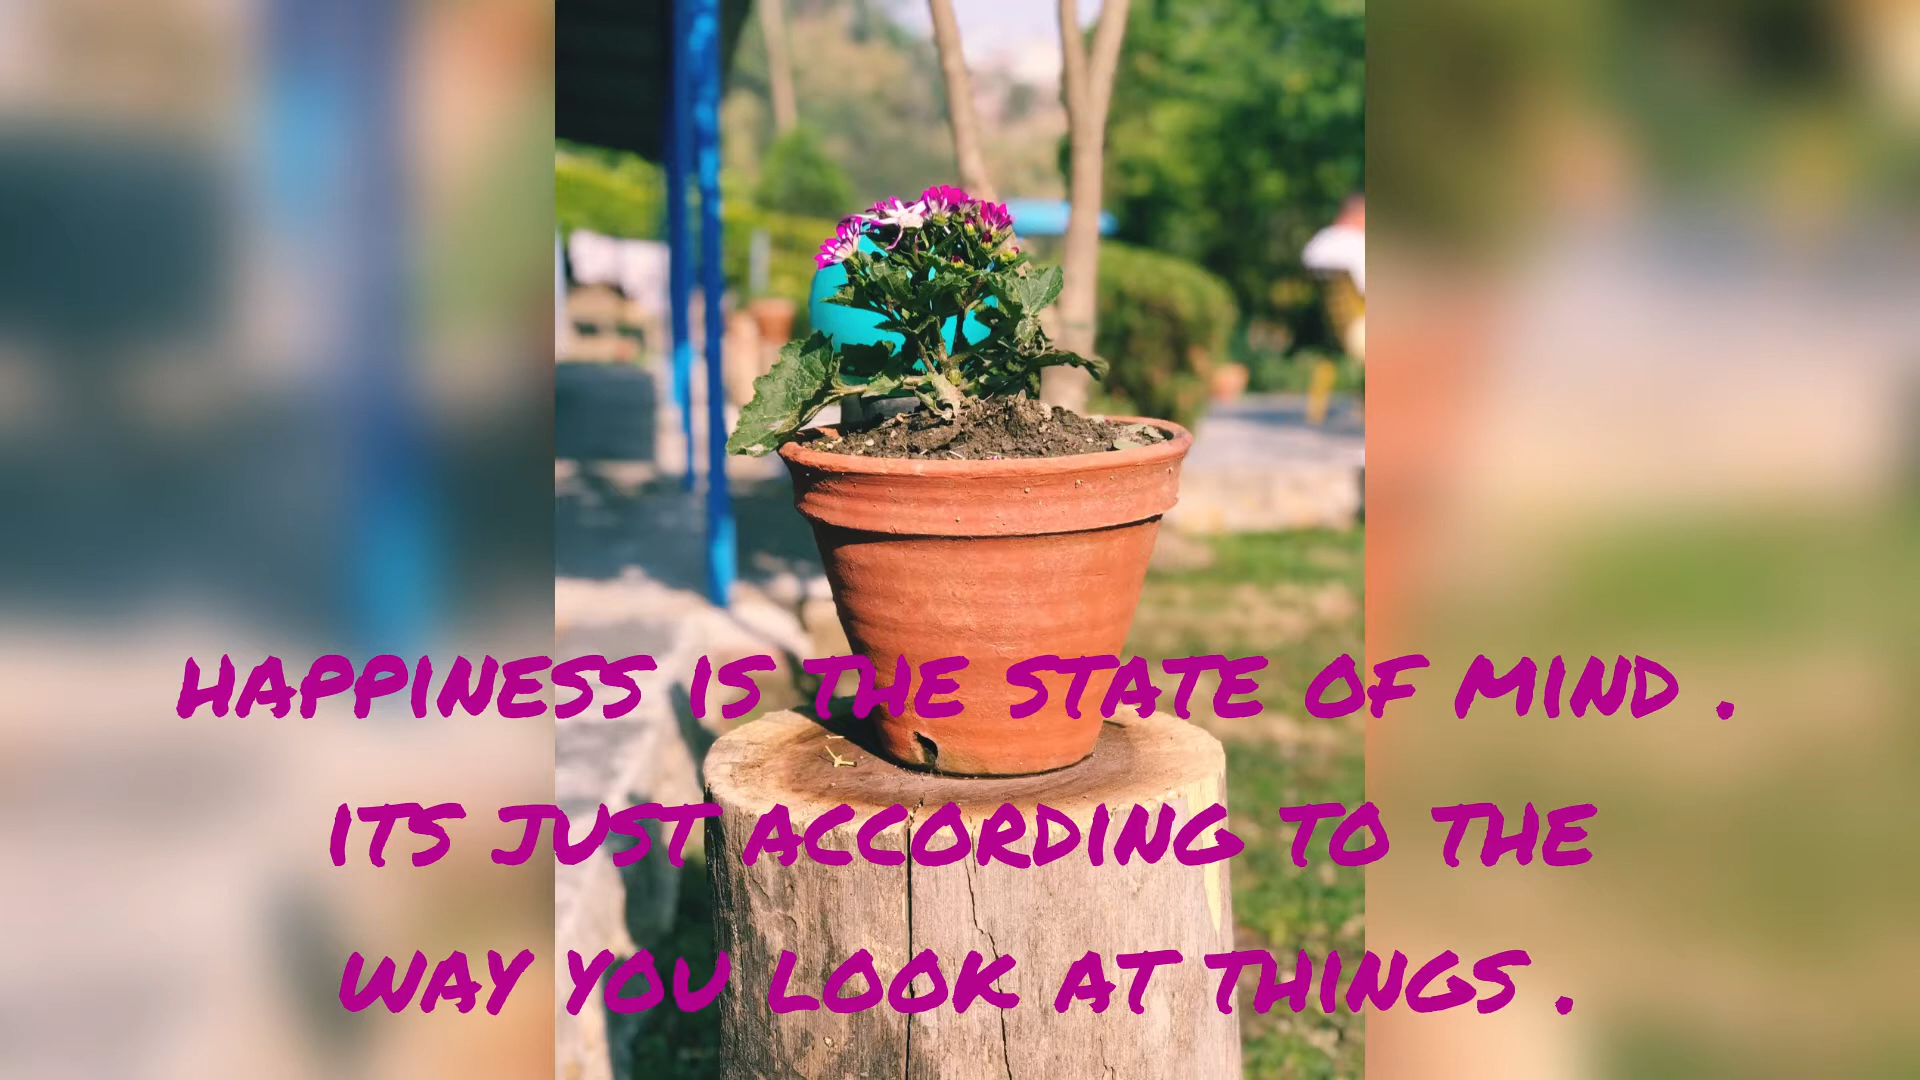 HAPPINESS IS THE STATE OF MIND .
ITS JUST ACCORDING TO THE
WAY YOU LOOK AT THINGS .